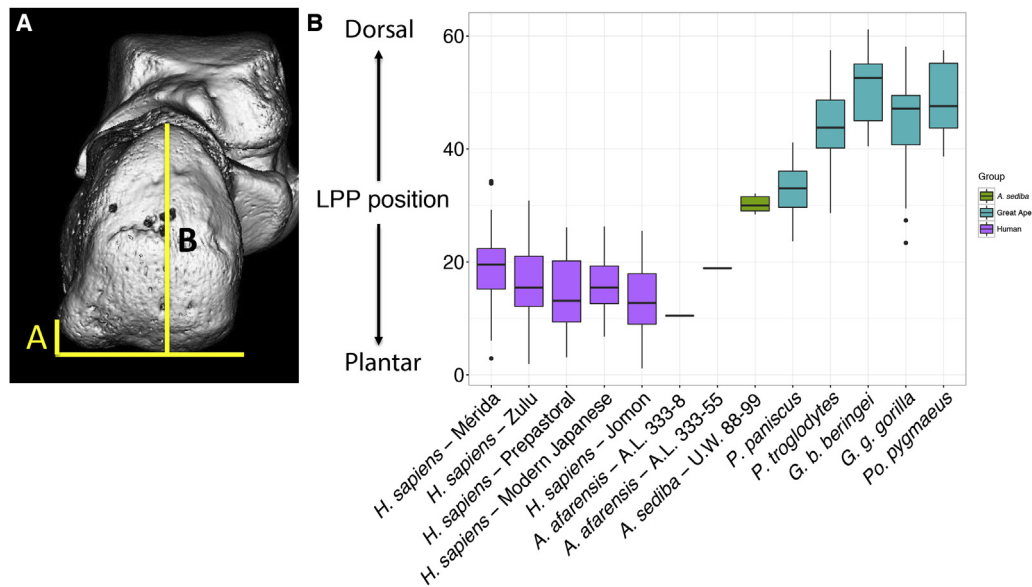 A
B
A
B
Dorsal
LPP position
Plantar
60
40
20
0
H. sapiens – Mérida
H. sapiens – Zulu
H. sapiens – Prepastoral
H. sapiens – Modern Japanese
H. sapiens – Jomon
A. afarensis – A.L. 333-8
A. afarensis – A.L. 333-55
A. sediba – U.W. 88-99
P. paniscus
P. troglodytes
G. b. beringei
G. g. gorilla
Po. pygmaeus
Group
A. sediba
Great Ape
Human